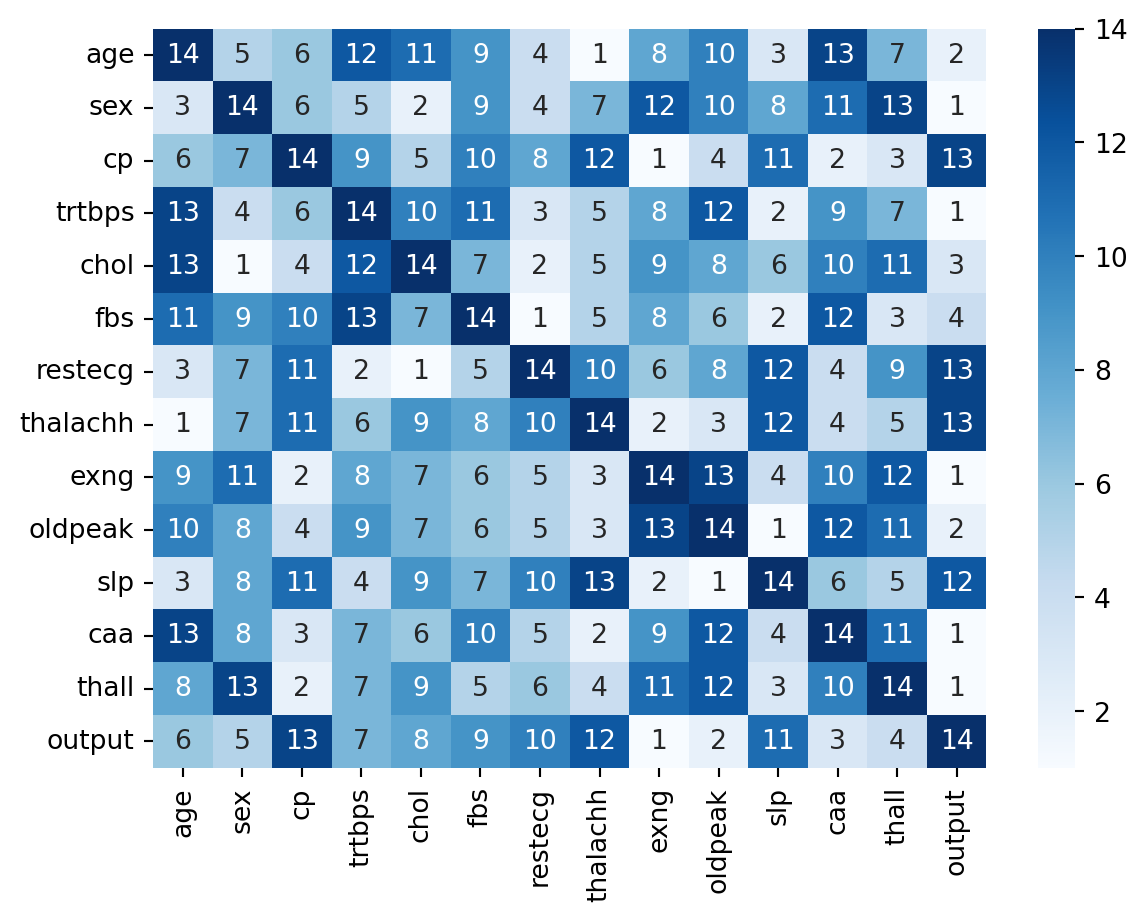 age 14 5 6 12 11 9 4 1 8 10 3 13 7 2
sex 3 14 6 5 2 9 4 7 12 10 8 11 13 1
cp 6 7 14 9 5 10 8 12 1 4 11 2 3 13
trtbps 13 4 6 14 10 11 3 5 8 12 2 9 7 1
chol 13 1 4 12 14 7 2 5 9 8 6 10 11 3
fbs 11 9 10 13 7 14 1 5 8 6 2 12 3 4
restecg 3 7 11 2 1 5 14 10 6 8 12 4 9 13
thalachh 1 7 11 6 9 8 10 14 2 3 12 4 5 13
exng 9 11 2 8 7 6 5 3 14 13 4 10 12 1
oldpeak 10 8 4 9 7 6 5 3 13 14 1 12 11 2
slp 3 8 11 4 9 7 10 13 2 1 14 6 5 12
caa 13 8 3 7 6 10 5 2 9 12 4 14 11 1
thall 8 13 2 7 9 5 6 4 11 12 3 10 14 1
output 6 5 13 7 8 9 10 12 1 2 11 3 4 14
age sex cp trtbps chol fbs restecg thalachh exng oldpeak slp caa thall output
14
12
10
8
6
4
2